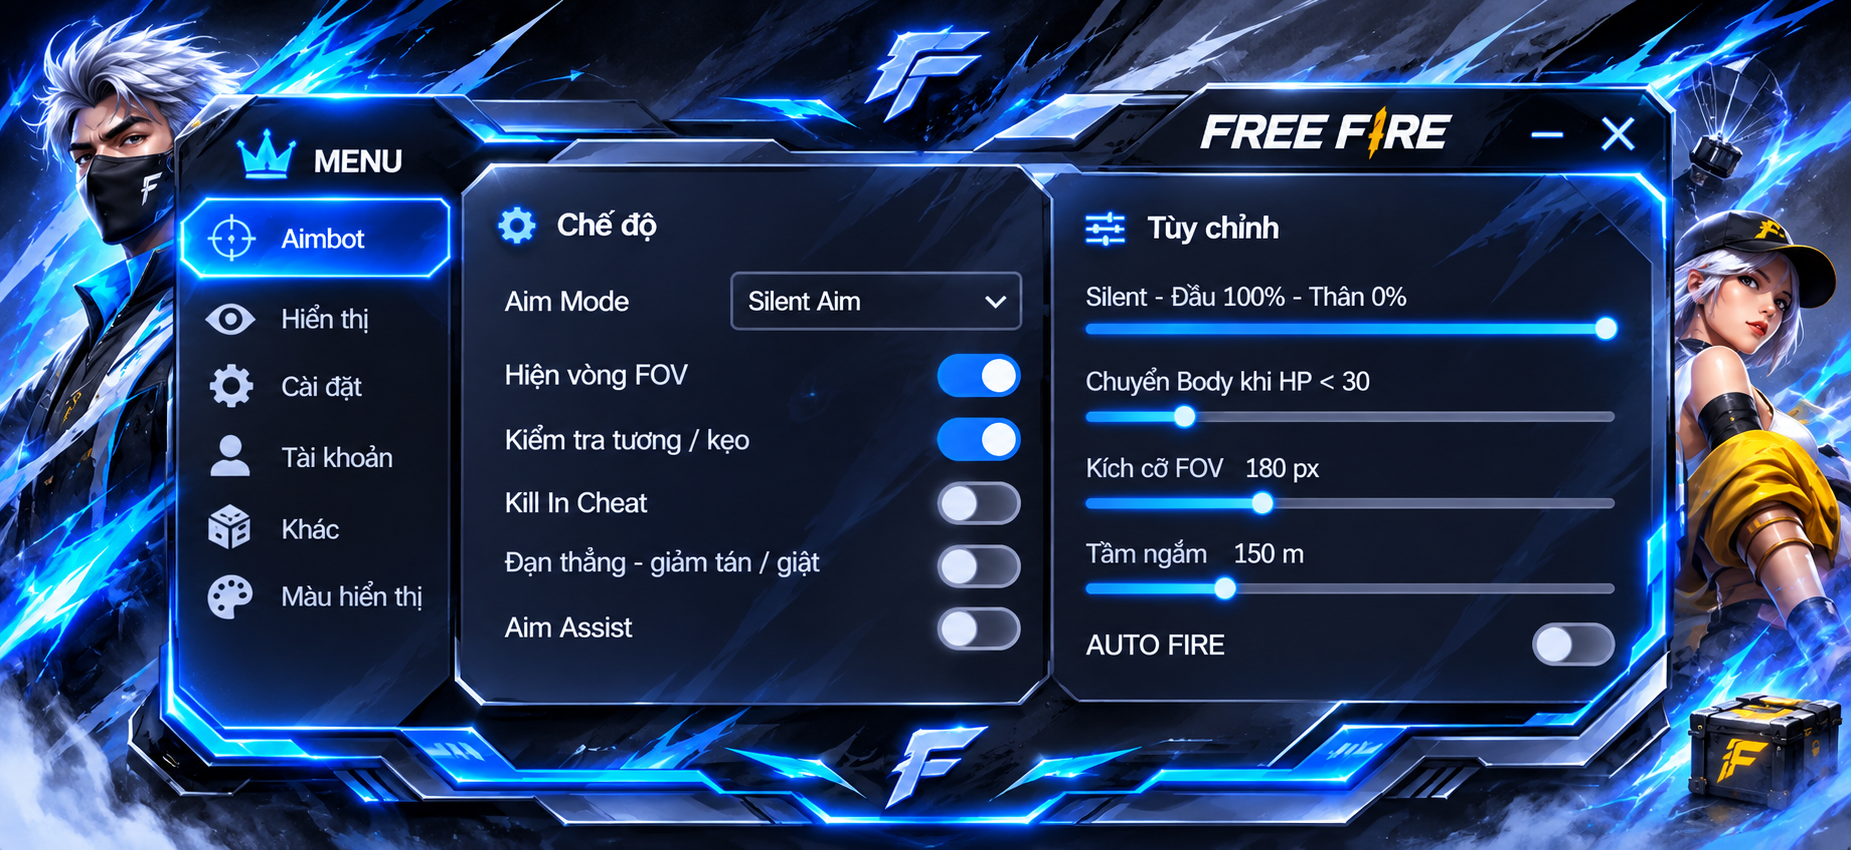 FREE FIRE
MENU
Aimbot
Hiển thị
Cài đặt
Tài khoản
Khác
Màu hiển thị
Chế độ
Aim Mode
Silent Aim
Hiện vòng FOV
Kiểm tra tương / kẹo
Kill In Cheat
Đạn thẳng - giảm tán / giật
Aim Assist
Tùy chỉnh
Silent - Đầu 100% - Thân 0%
Chuyển Body khi HP < 30
Kích cỡ FOV 180 px
Tầm ngắm 150 m
AUTO FIRE